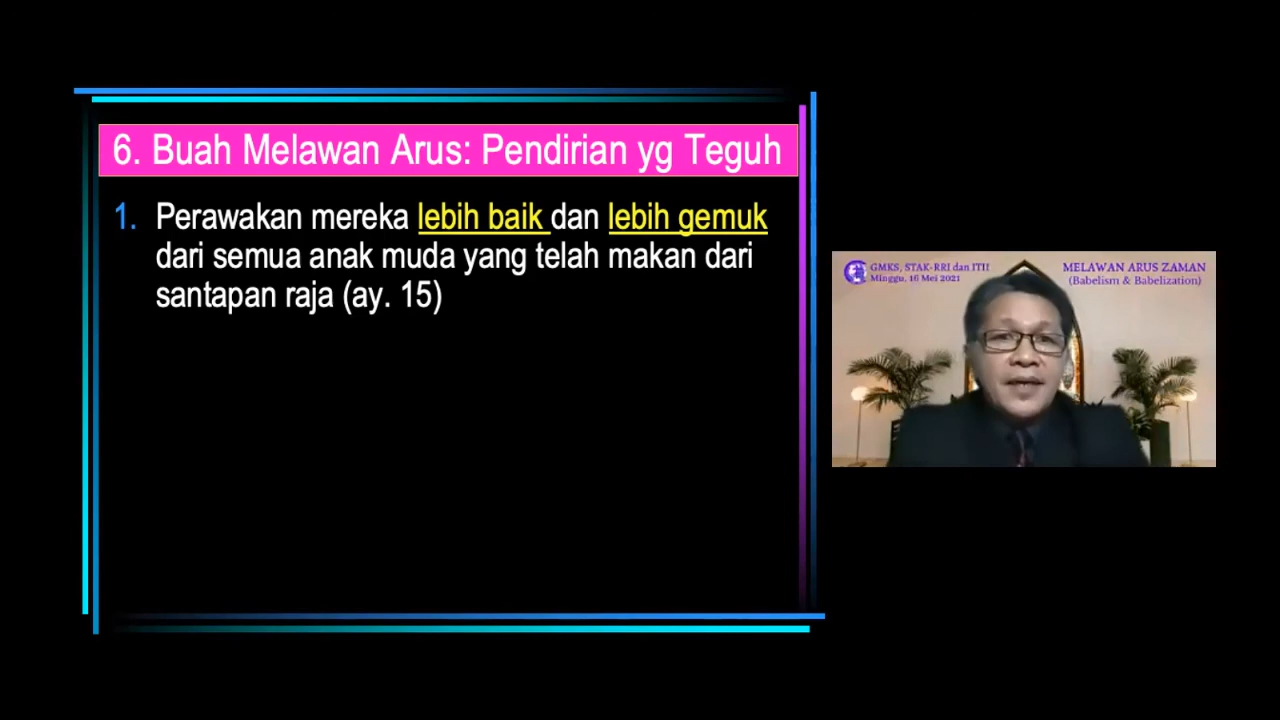 6. Buah Melawan Arus: Pendirian yg Teguh
1. Perawakan mereka lebih baik dan lebih gemuk
dari semua anak muda yang telah makan dari
santapan raja (ay. 15)
GMKS, STAK-RRI dan ITH
Minggu, 16 Mei 2021
MELAWAN ARUS ZAMAN
(Babelism & Babelization)